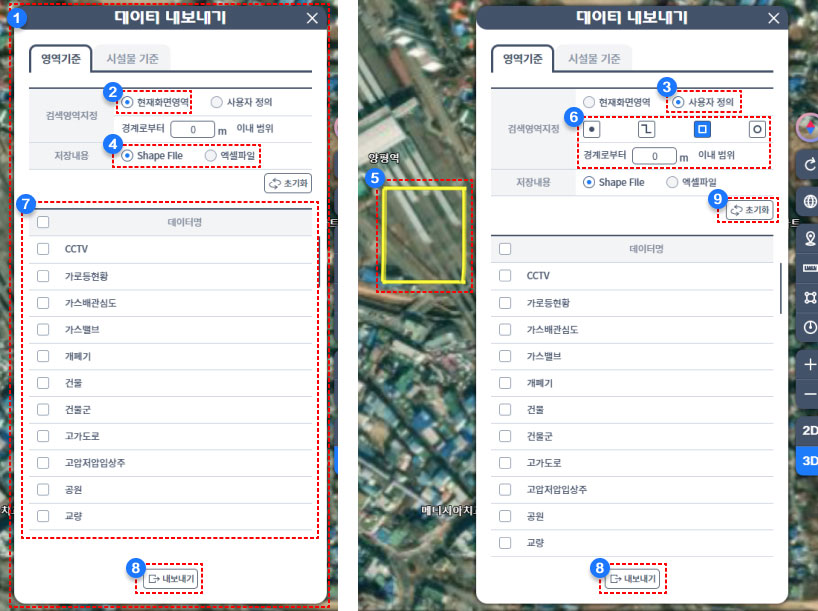 1 데이터 내보내기
영역기준 시설물 기준
2
검색영역지정 현재화면영역 사용자 정의
경계로부터 0 m 이내 범위
4
저장내용 Shape File 엑셀파일
초기화
7
데이터명
CCTV
가로등현황
가스배관심도
가스밸브
개폐기
건물
건물군
고가도로
고압저압입상주
공원
교량
8
내보내기
양평역
5
데이터 내보내기
영역기준 시설물 기준
3
현재화면영역 사용자 정의
6
검색영역지정
경계로부터 0 m 이내 범위
저장내용 Shape File 엑셀파일
9
초기화
데이터명
CCTV
가로등현황
가스배관심도
가스밸브
개폐기
건물
건물군
고가도로
고압저압입상주
공원
교량
8
내보내기
2D
3D